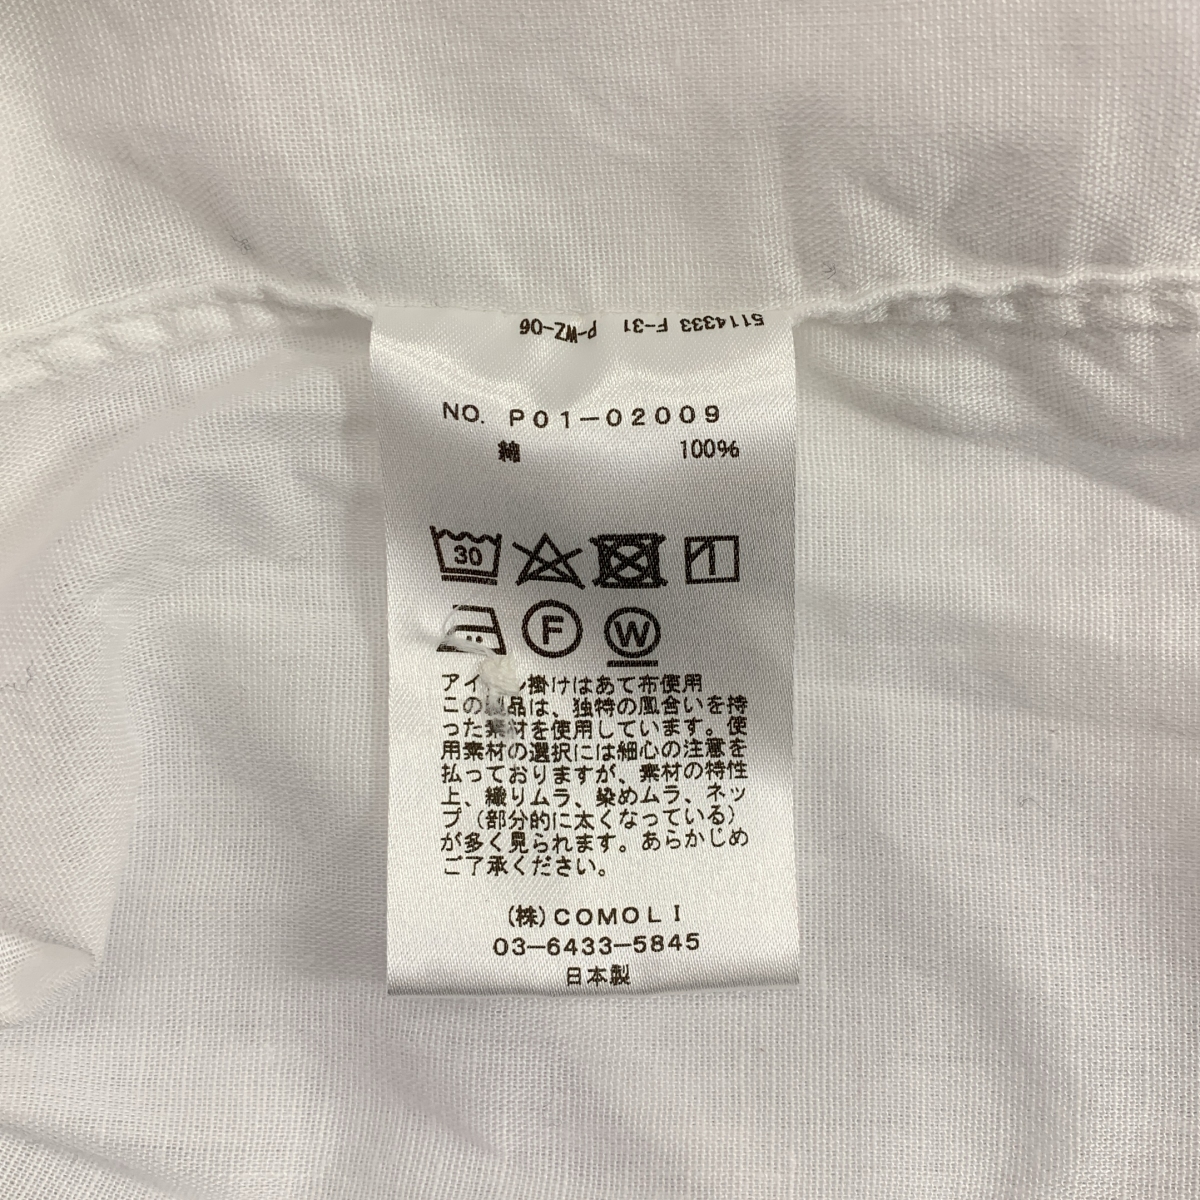 5114333 F-31 P-WZ-06
NO. P01-02009
綿 100%
30
F W
アイ ン掛けはあて布使用
この製品は、独特の風合いを持
った素材を使用しています。使
用素材の選択には細心の注意を
払っておりますが、素材の特性
上、織りムラ、染めムラ、ネッ
プ（部分的に太くなっている）
が多く見られます。あらかじめ
ご了承ください。
(株)COMOLI
03-6433-5845
日本製